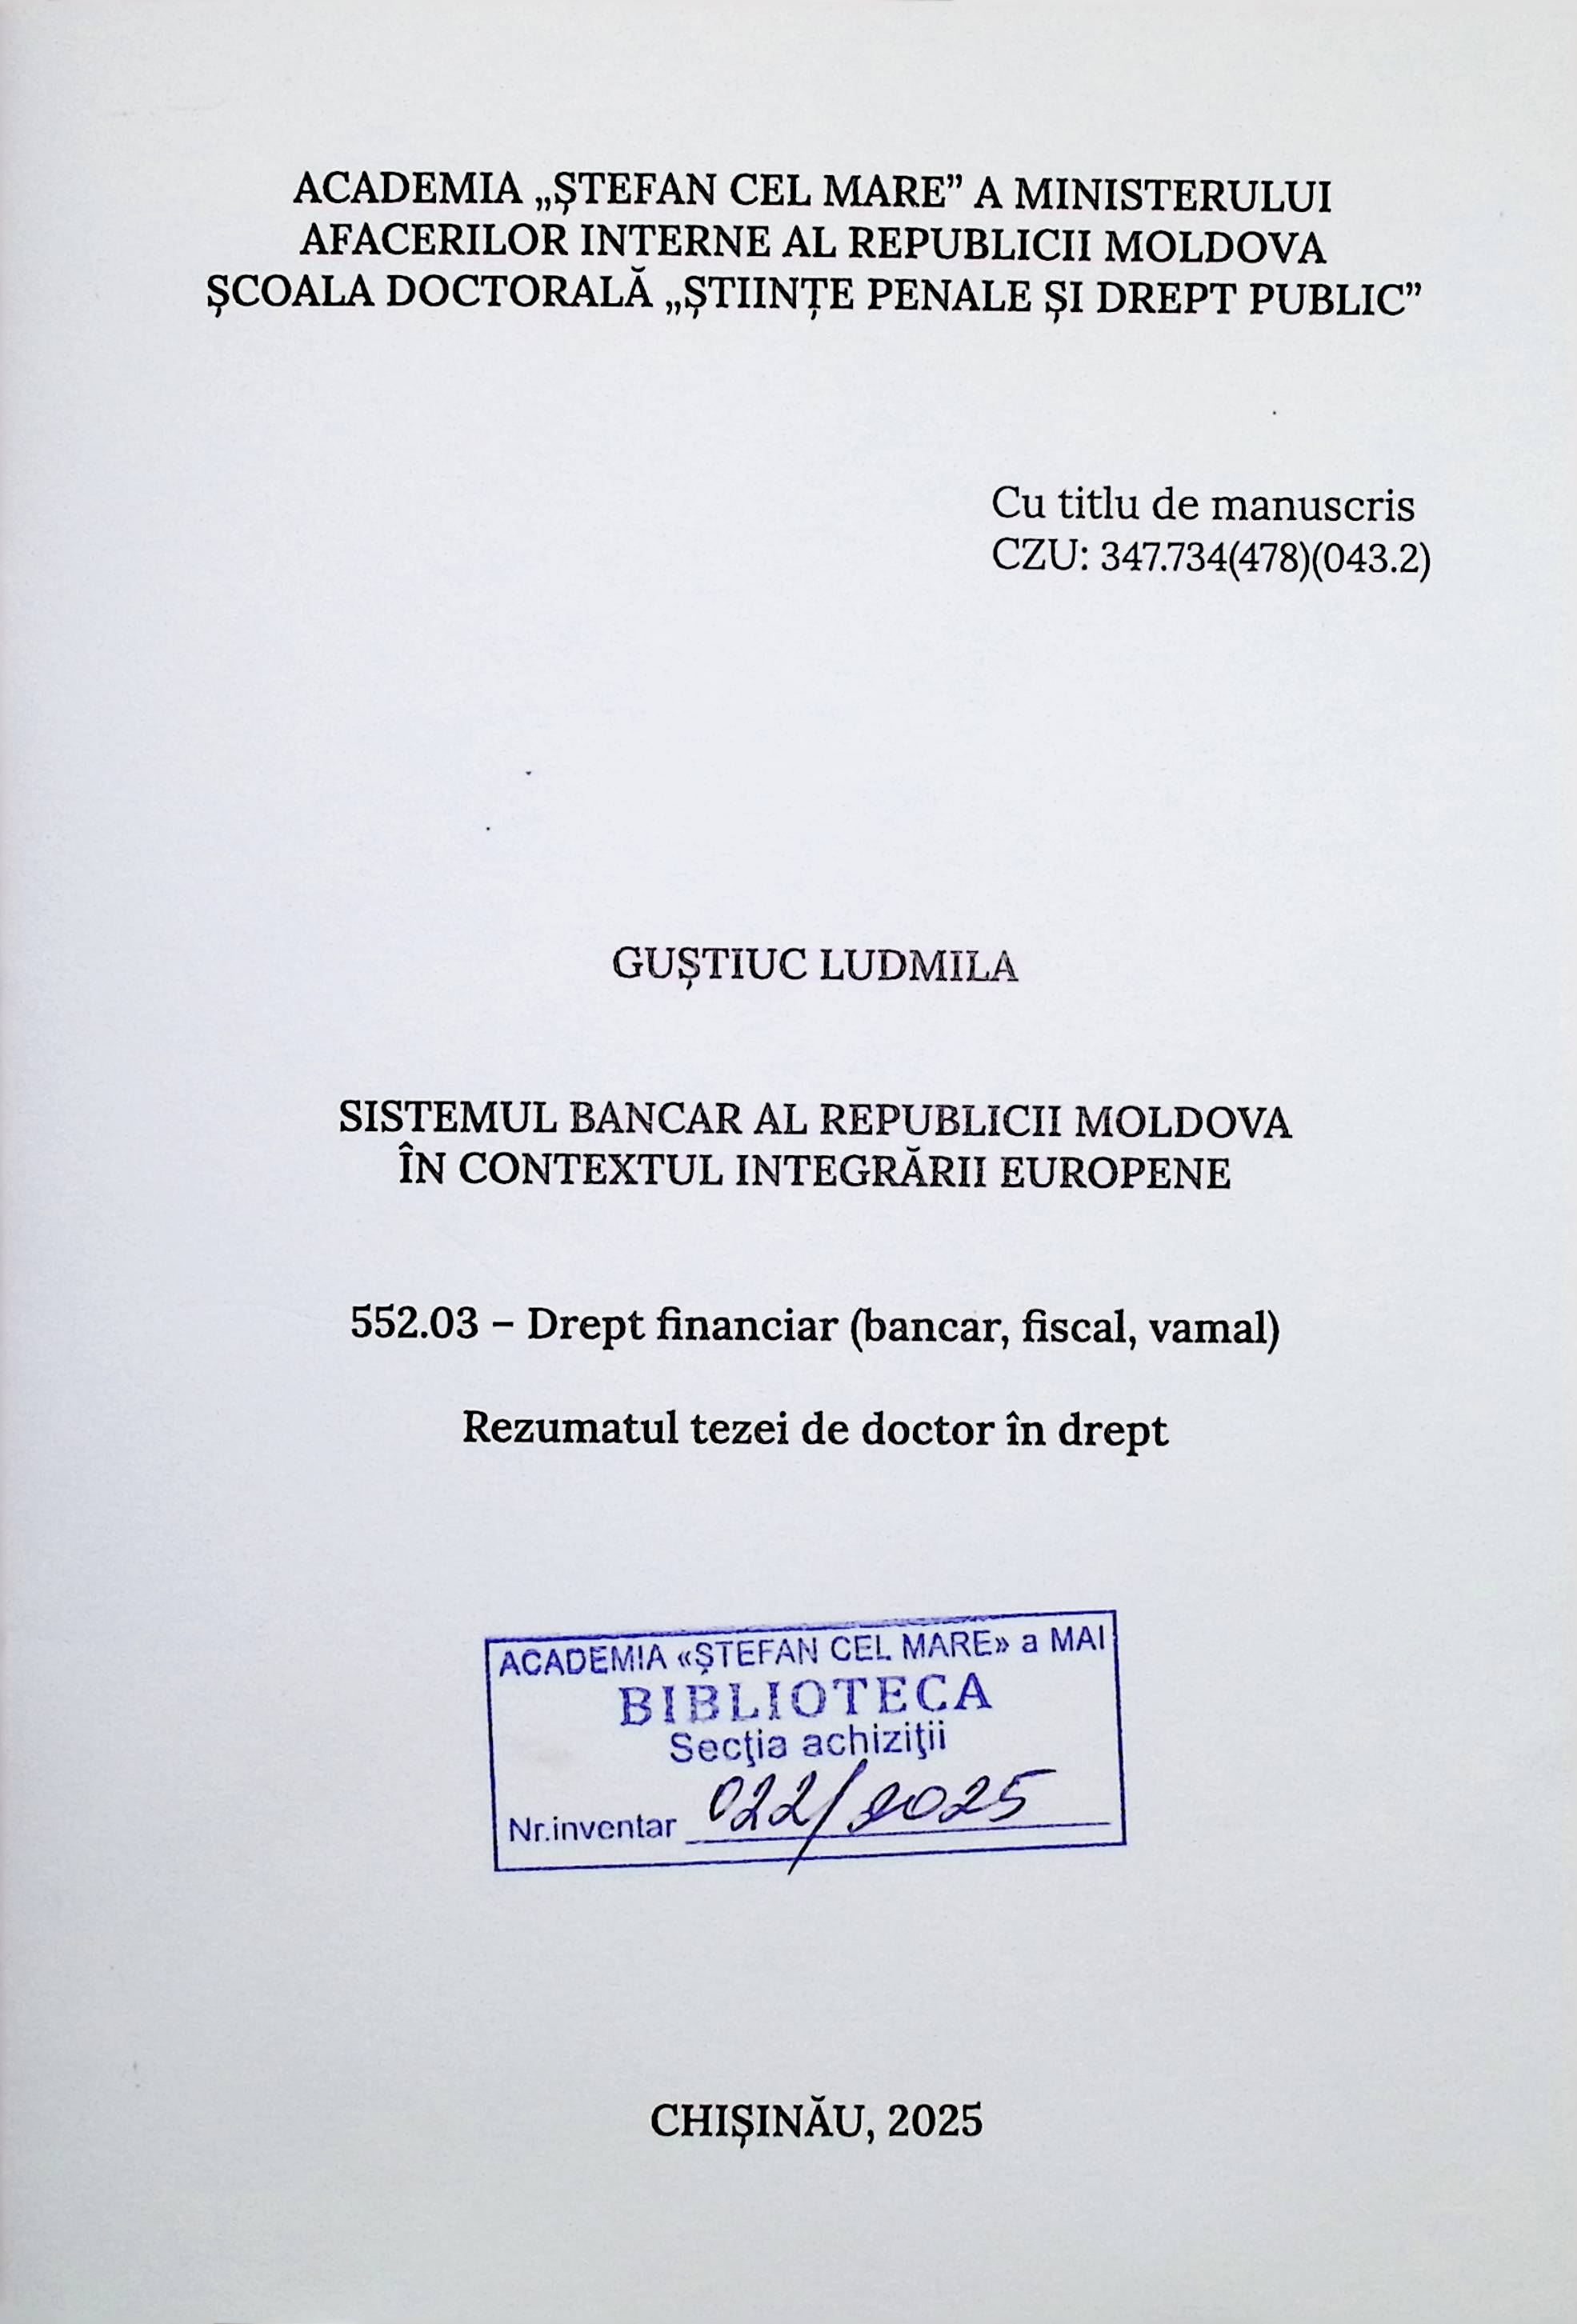 ACADEMIA „ȘTEFAN CEL MARE” A MINISTERULUI
AFACERILOR INTERNE AL REPUBLICII MOLDOVA
ȘCOALA DOCTORALĂ „ȘTIINȚE PENALE ȘI DREPT PUBLIC”
Cu titlu de manuscris
CZU: 347.734(478)(043.2)
GUȘTIUC LUDMILA
SISTEMUL BANCAR AL REPUBLICII MOLDOVA
ÎN CONTEXTUL INTEGRĂRII EUROPENE
552.03 – Drept financiar (bancar, fiscal, vamal)
Rezumatul tezei de doctor în drept
ACADEMIA «ȘTEFAN CEL MARE» a MAI
BIBLIOTECA
Secţia achiziţii
Nr.inventar 022/2025
CHIȘINĂU, 2025